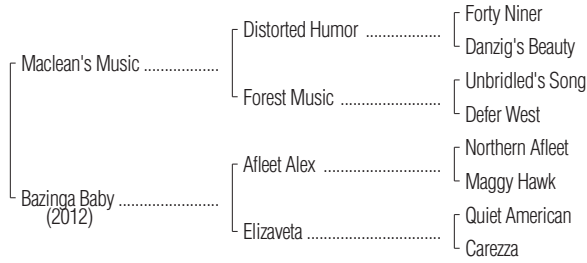 Forty Niner
Distorted Humor ..................
Danzig's Beauty
Maclean's Music ..................
Unbridled's Song
Forest Music ........................
Defer West
Northern Afleet
Afleet Alex ...........................
Maggy Hawk
Bazinga Baby ........................
(2012)
Quiet American
Elizaveta ................................
Carezza